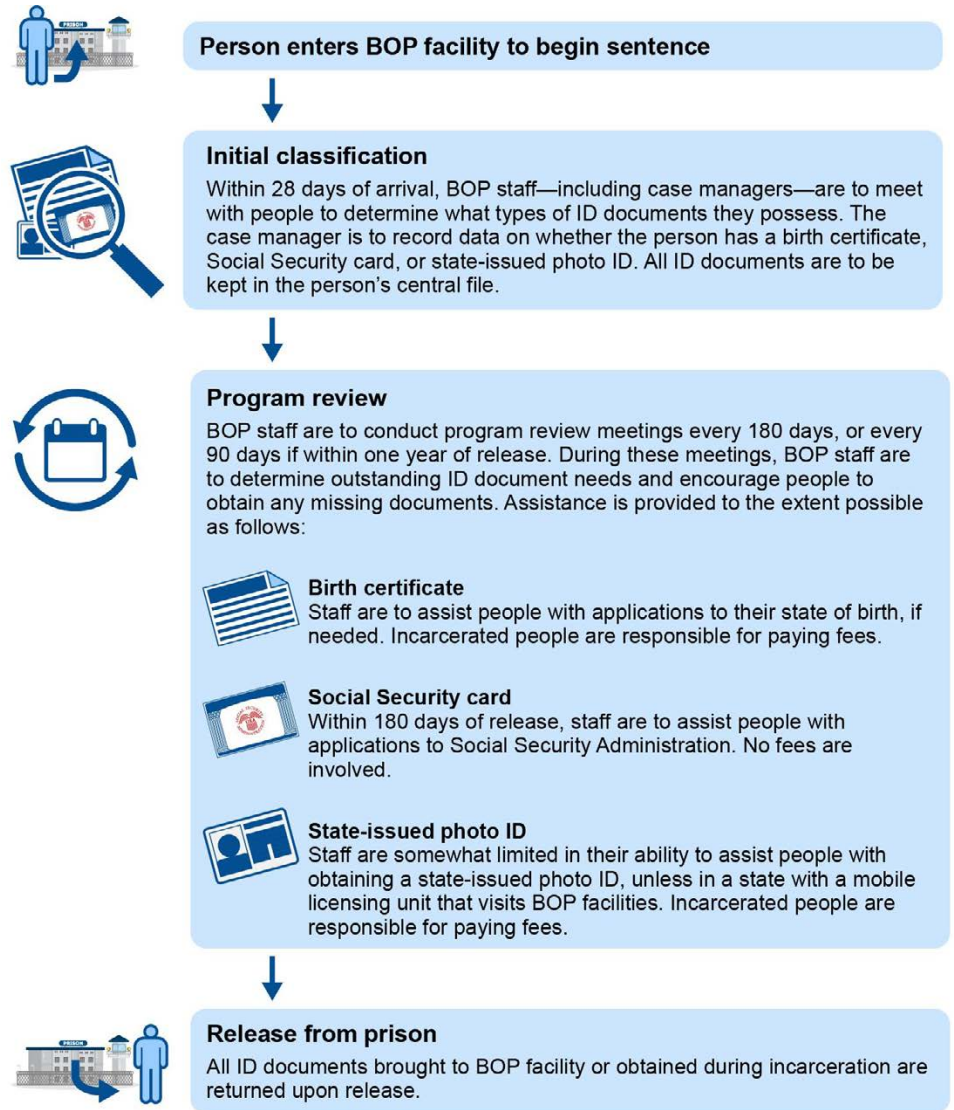 PRISON
Person enters BOP facility to begin sentence
Initial classification
Within 28 days of arrival, BOP staff—including case managers—are to meet
with people to determine what types of ID documents they possess. The
case manager is to record data on whether the person has a birth certificate,
Social Security card, or state-issued photo ID. All ID documents are to be
kept in the person's central file.
Program review
BOP staff are to conduct program review meetings every 180 days, or every
90 days if within one year of release. During these meetings, BOP staff are
to determine outstanding ID document needs and encourage people to
obtain any missing documents. Assistance is provided to the extent possible
as follows:
Birth certificate
Staff are to assist people with applications to their state of birth, if
needed. Incarcerated people are responsible for paying fees.
Social Security card
Within 180 days of release, staff are to assist people with
applications to Social Security Administration. No fees are
involved.
State-issued photo ID
Staff are somewhat limited in their ability to assist people with
obtaining a state-issued photo ID, unless in a state with a mobile
licensing unit that visits BOP facilities. Incarcerated people are
responsible for paying fees.
PRISON
Release from prison
All ID documents brought to BOP facility or obtained during incarceration are
returned upon release.